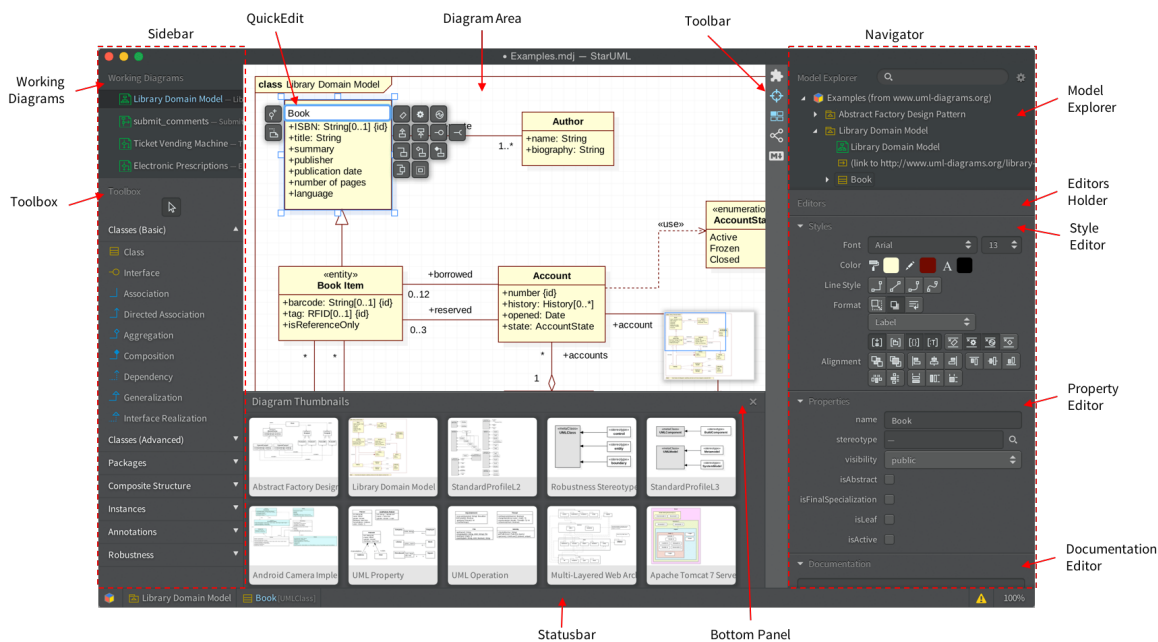 QuickEdit
Diagram Area
Toolbar
Sidebar
Navigator
Working
Diagrams
Toolbox
Model
Explorer
Editors
Holder
Style
Editor
Property
Editor
Documentation
Editor
Statusbar
Bottom Panel
• Examples.mdj — StarUML
Working Diagrams
Library Domain Model — Lib
submit_comments — Submit
Ticket Vending Machine — T
Electronic Prescriptions — E
Toolbox
Classes (Basic)
Class
Interface
Association
Directed Association
Aggregation
Composition
Dependency
Generalization
Interface Realization
Classes (Advanced)
Packages
Composite Structure
Instances
Annotations
Robustness
class Library Domain Model
Book
+ISBN: String[0..1] {id}
+title: String
+summary
+publisher
+publication date
+number of pages
+language
1..*
Author
+name: String
+biography: String
«use»
«enumeratio
AccountSta
Active
Frozen
Closed
«entity»
Book Item
+barcode: String[0..1] {id}
+tag: RFID[0..1] {id}
+isReferenceOnly
+borrowed
0..12
+reserved
0..3
Account
+number {id}
+history: History[0..*]
+opened: Date
+state: AccountState
+account
* * * +accounts
1
Diagram Thumbnails
Abstract Factory Design
Library Domain Model
StandardProfileL2
Robustness Stereotype
StandardProfileL3
Android Camera Imple
UML Property
UML Operation
Multi-Layered Web Arc
Apache Tomcat 7 Serve
M
Model Explorer
Examples (from www.uml-diagrams.org)
Abstract Factory Design Pattern
Library Domain Model
Library Domain Model
(link to http://www.uml-diagrams.org/library-
Book
Editors
Styles
Font Arial 13
Color A
Line Style
Format
Label
Alignment
Properties
name Book
stereotype —
visibility public
isAbstract
isFinalSpecialization
isLeaf
isActive
Documentation
Library Domain Model Book [UMLClass] 100%